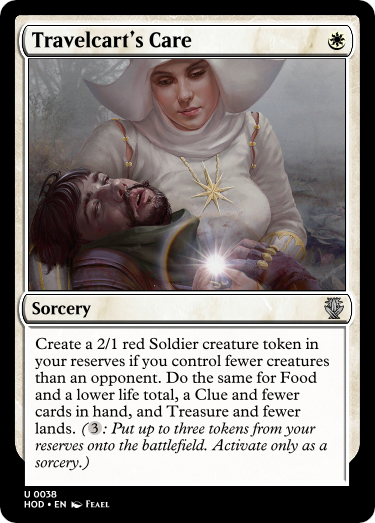 Travelcart's Care
Sorcery
Create a 2/1 red Soldier creature token in
your reserves if you control fewer creatures
than an opponent. Do the same for Food
and a lower life total, a Clue and fewer
cards in hand, and Treasure and fewer
lands. (3: Put up to three tokens from your
reserves onto the battlefield. Activate only as a
sorcery.)
U 0038
HOD • EN Feael